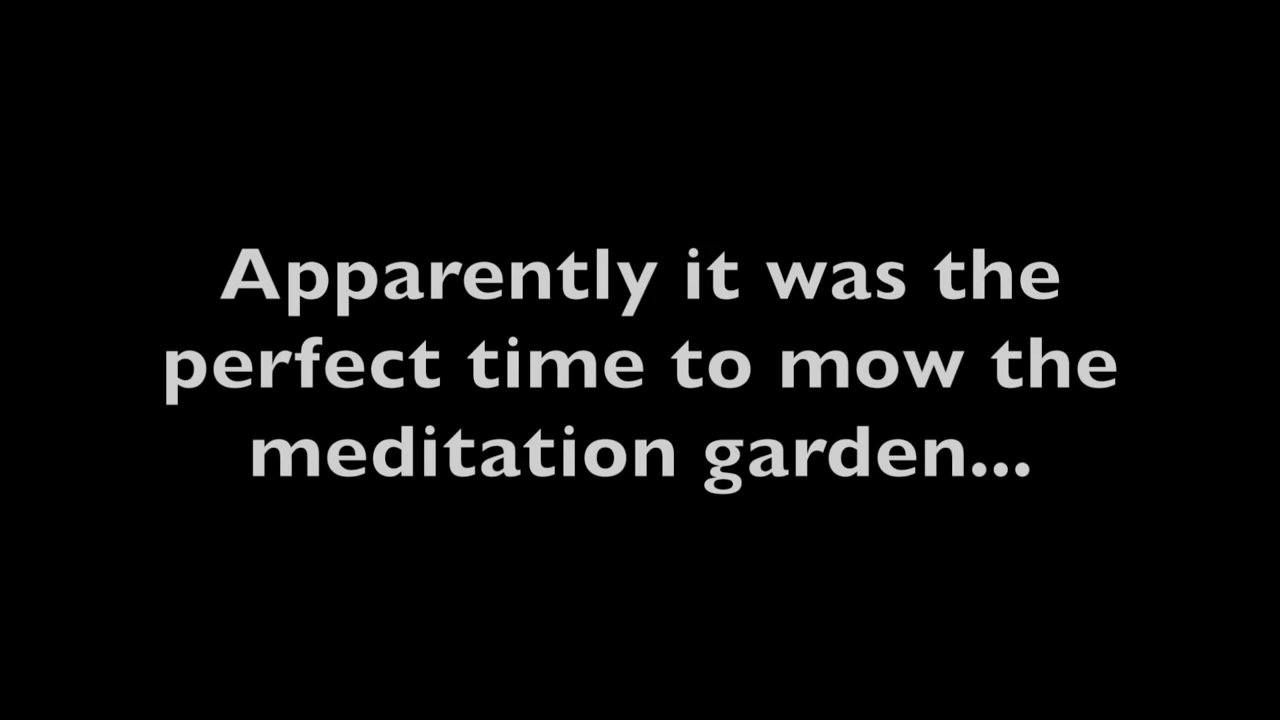 Apparently it was the
perfect time to mow the
meditation garden...